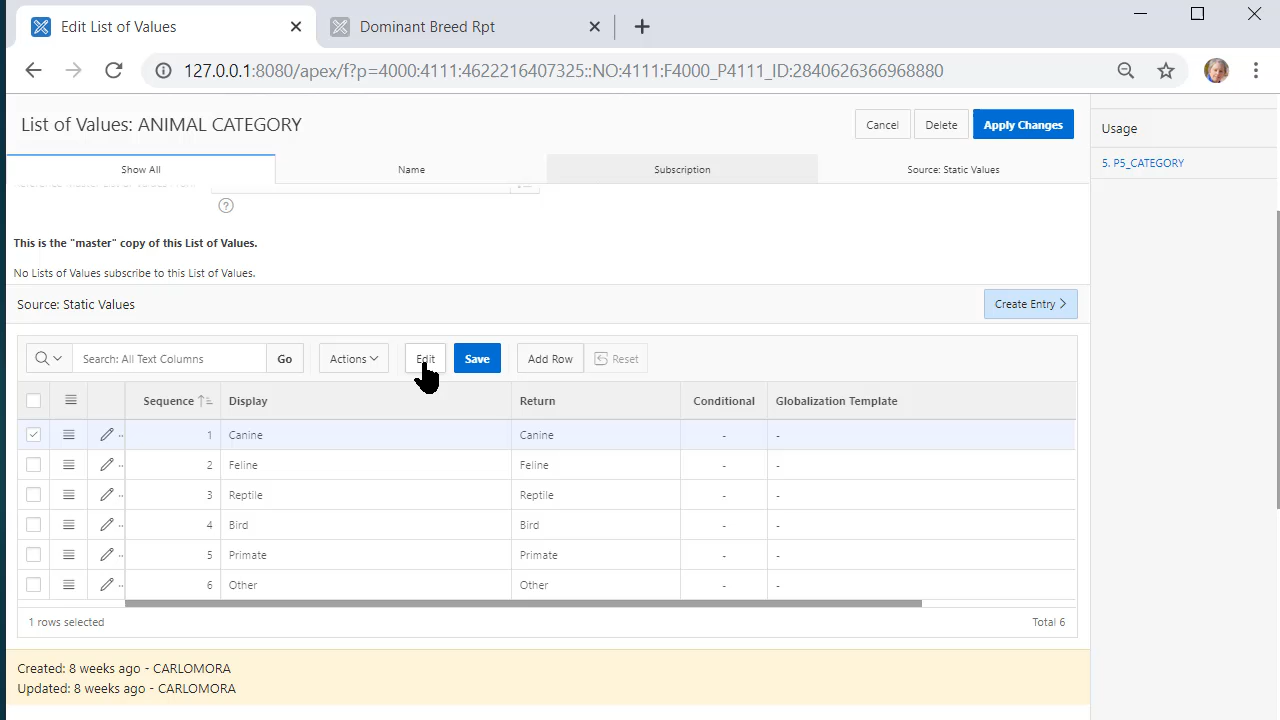 Edit List of Values
Dominant Breed Rpt
127.0.0.1:8080/apex/f?p=4000:4111:4622216407325::NO:4111:F4000_P4111_ID:2840626366968880
List of Values: ANIMAL CATEGORY
Cancel
Delete
Apply Changes
Usage
Show All
Name
Subscription
Source: Static Values
5. P5_CATEGORY
This is the "master" copy of this List of Values.
No Lists of Values subscribe to this List of Values.
Source: Static Values
Create Entry
Search: All Text Columns
Go
Actions
Edit
Save
Add Row
Reset
Sequence Display Return Conditional Globalization Template
1 Canine Canine - -
2 Feline Feline - -
3 Reptile Reptile - -
4 Bird Bird - -
5 Primate Primate - -
6 Other Other - -
1 rows selected
Total 6
Created: 8 weeks ago - CARLOMORA
Updated: 8 weeks ago - CARLOMORA